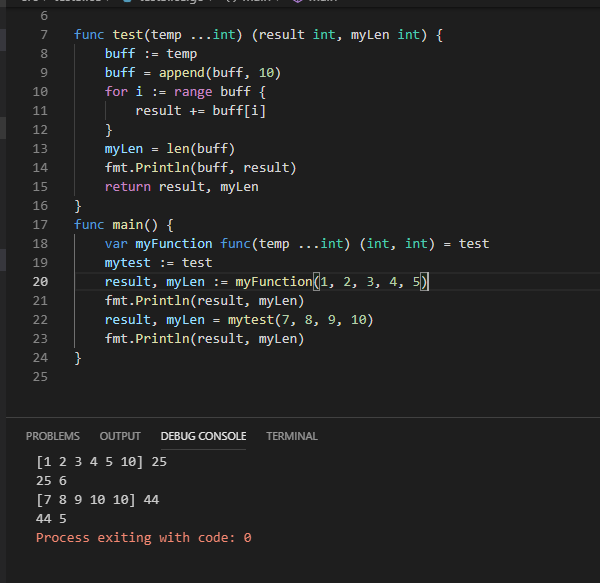 6
7 func test(temp ...int) (result int, myLen int) {
8 buff := temp
9 buff = append(buff, 10)
10 for i := range buff {
11 result += buff[i]
12 }
13 myLen = len(buff)
14 fmt.Println(buff, result)
15 return result, myLen
16 }
17 func main() {
18 var myFunction func(temp ...int) (int, int) = test
19 mytest := test
20 result, myLen := myFunction(1, 2, 3, 4, 5)
21 fmt.Println(result, myLen)
22 result, myLen = mytest(7, 8, 9, 10)
23 fmt.Println(result, myLen)
24 }
25
PROBLEMS OUTPUT DEBUG CONSOLE TERMINAL
[1 2 3 4 5 10] 25
25 6
[7 8 9 10 10] 44
44 5
Process exiting with code: 0